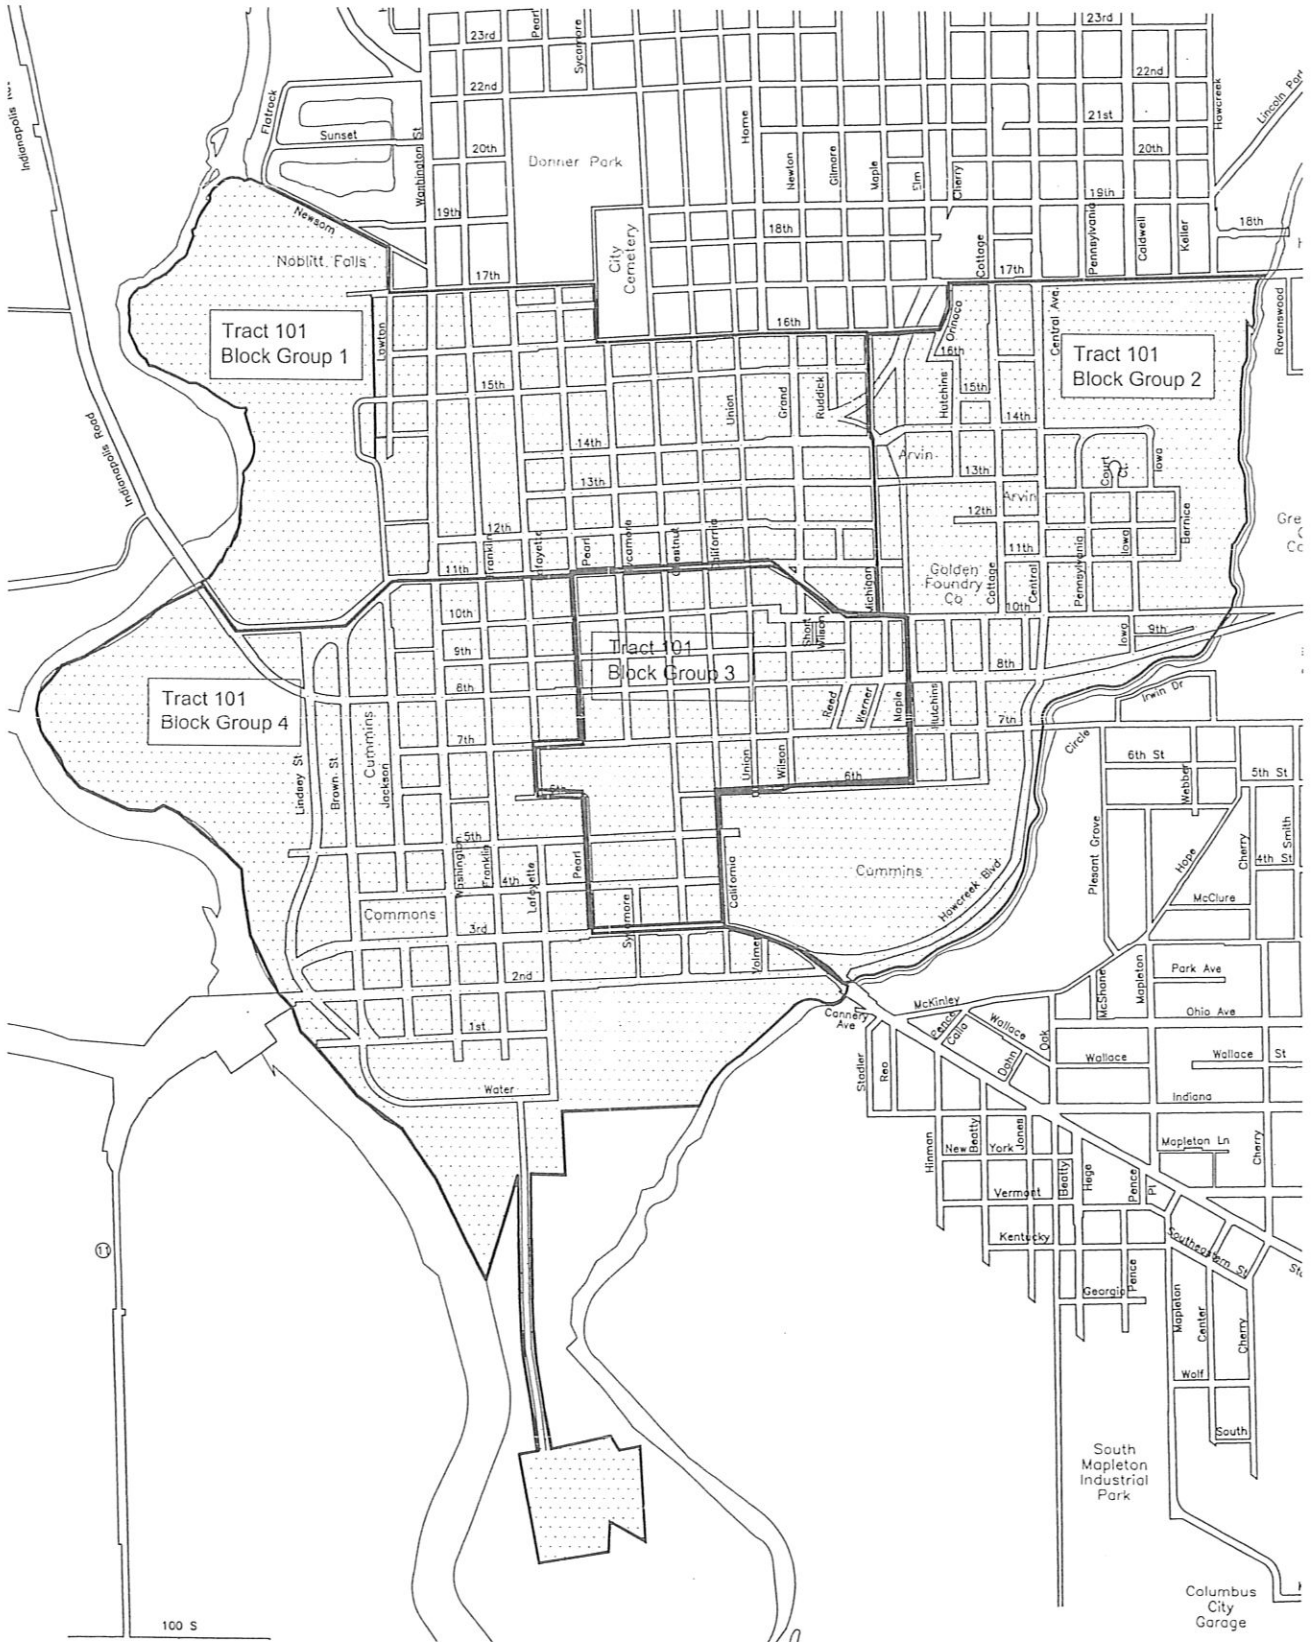 23rd
Pearl
Sycamore
23rd
22nd
22nd
Flatrock
Hawcreek
Lincoln Park
21st
Sunset
Washington St
20th
Donner Park
Home
Newton
Gilmore
Maple
Elm
Cherry
20th
19th
19th
Newsom
Noblitt Falls
City
Cemetery
18th
Cottage
Pennsylvania
Caldwell
Keller
18th
17th
17th
Tract 101
Block Group 1
Lawton
16th
Orinoco
16th
Central Ave.
Tract 101
Block Group 2
Ravenswood
15th
Union
Grand
Ruddick
Hutchins
15th
14th
14th
Indianapolis Road
Arvin
13th
13th
Court
Ct.
Iowa
Arvin
12th
12th
Bernice
11th
Franklin
Lafayette
Pearl
Sycamore
Chestnut
California
Michigan
Golden
Foundry
Co
Cottage
11th
Central
Pennsylvania
Iowa
10th
10th
Tract 101
Block Group 3
Short
Wilson
Iowa
9th
9th
8th
8th
Tract 101
Block Group 4
Reed
Werner
Maple
Hutchins
7th
7th
Irwin Dr
Circle
Lindsey St
Brown St
Cummins
Jackson
Union
Wilson
6th
6th St
Webber
5th St
5th
Washington
Franklin
4th
Lafayette
Pearl
California
Cummins
Hawcreek Blvd
Plesant Grove
Hope
Cherry
Smith
4th St
McClure
Commons
3rd
Sycamore
Volmer
2nd
Park Ave
McShane
Mapleton
Ohio Ave
Cannery
Ave
McKinley
Pence
Calla
Wallace
Dahn
Oak
Wallace
Wallace
St
1st
Stadler
Reo
Water
Indiana
Hinman
New
Beatty
York
Jones
Mapleton Ln
Cherry
Vermont
Beatty
Hege
Pence
Pl
Kentucky
Southeastern St
11
Georgia
Pence
Mapleton
Center
Cherry
Wolf
South
South
Mapleton
Industrial
Park
Columbus
City
Garage
100 S